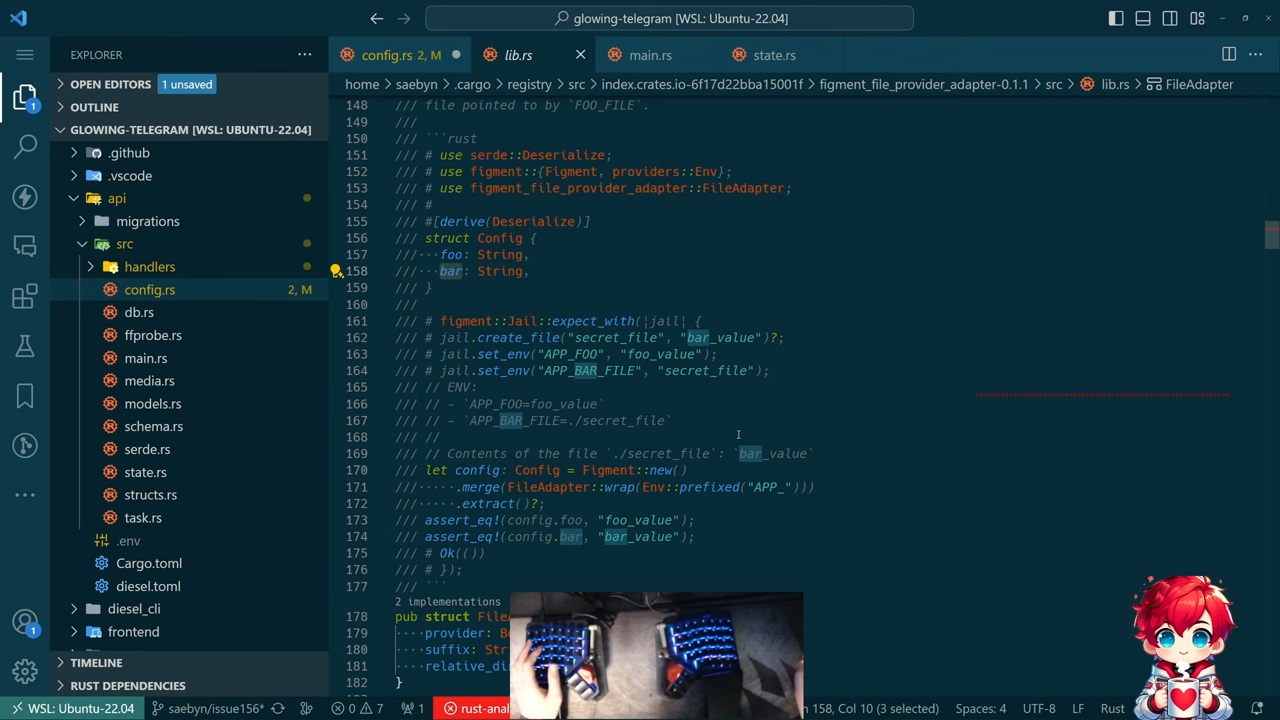 glowing-telegram [WSL: Ubuntu-22.04]
EXPLORER
config.rs 2, M
lib.rs
main.rs
state.rs
OPEN EDITORS 1 unsaved
home > saebyn > .cargo > registry > src > index.crates.io-6f17d22bba15001f > figment_file_provider_adapter-0.1.1 > src > lib.rs > FileAdapter
OUTLINE
GLOWING-TELEGRAM [WSL: UBUNTU-22.04]
.github
.vscode
api
migrations
src
handlers
config.rs 2, M
db.rs
ffprobe.rs
main.rs
media.rs
models.rs
schema.rs
serde.rs
state.rs
structs.rs
task.rs
.env
Cargo.toml
diesel.toml
diesel_cli
frontend
TIMELINE
RUST DEPENDENCIES
148 /// file pointed to by `FOO_FILE`.
149 ///
150 /// ```rust
151 /// # use serde::Deserialize;
152 /// # use figment::{Figment, providers::Env};
153 /// # use figment_file_provider_adapter::FileAdapter;
154 /// #
155 /// #[derive(Deserialize)]
156 /// struct Config {
157 ///   foo: String,
158 ///   bar: String,
159 /// }
160 ///
161 /// # figment::Jail::expect_with(|jail| {
162 /// # jail.create_file("secret_file", "bar_value")?;
163 /// # jail.set_env("APP_FOO", "foo_value");
164 /// # jail.set_env("APP_BAR_FILE", "secret_file");
165 /// // ENV:
166 /// // - `APP_FOO=foo_value`
167 /// // - `APP_BAR_FILE=./secret_file`
168 /// //
169 /// // Contents of the file `./secret_file`: `bar_value`
170 /// let config: Config = Figment::new()
171 ///     .merge(FileAdapter::wrap(Env::prefixed("APP_")))
172 ///     .extract()?;
173 /// assert_eq!(config.foo, "foo_value");
174 /// assert_eq!(config.bar, "bar_value");
175 /// # Ok(())
176 /// # });
177 /// ```
2 implementations
178 pub struct
179 provider:
180 suffix:
181
182 }
1
1
WSL: Ubuntu-22.04
saebyn/issue156*
0 7
1
158, Col 10 (3 selected)
Spaces: 4
UTF-8
LF
Rust